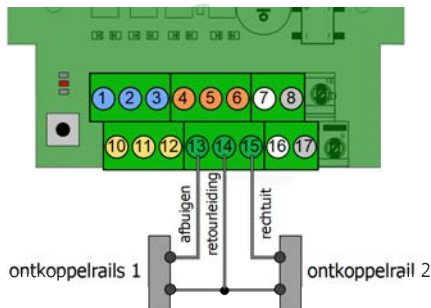 1 2 3 4 5 6 7 8
10 11 12 13 14 15 16 17
afbuigen
retourleiding
rechtuit
ontkoppelrails 1
ontkoppelrail 2